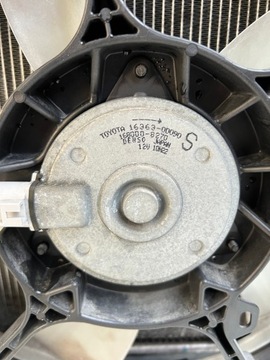 TOYOTA 16363-0D090
168000-8270
DENSO JAPAN
12V
S